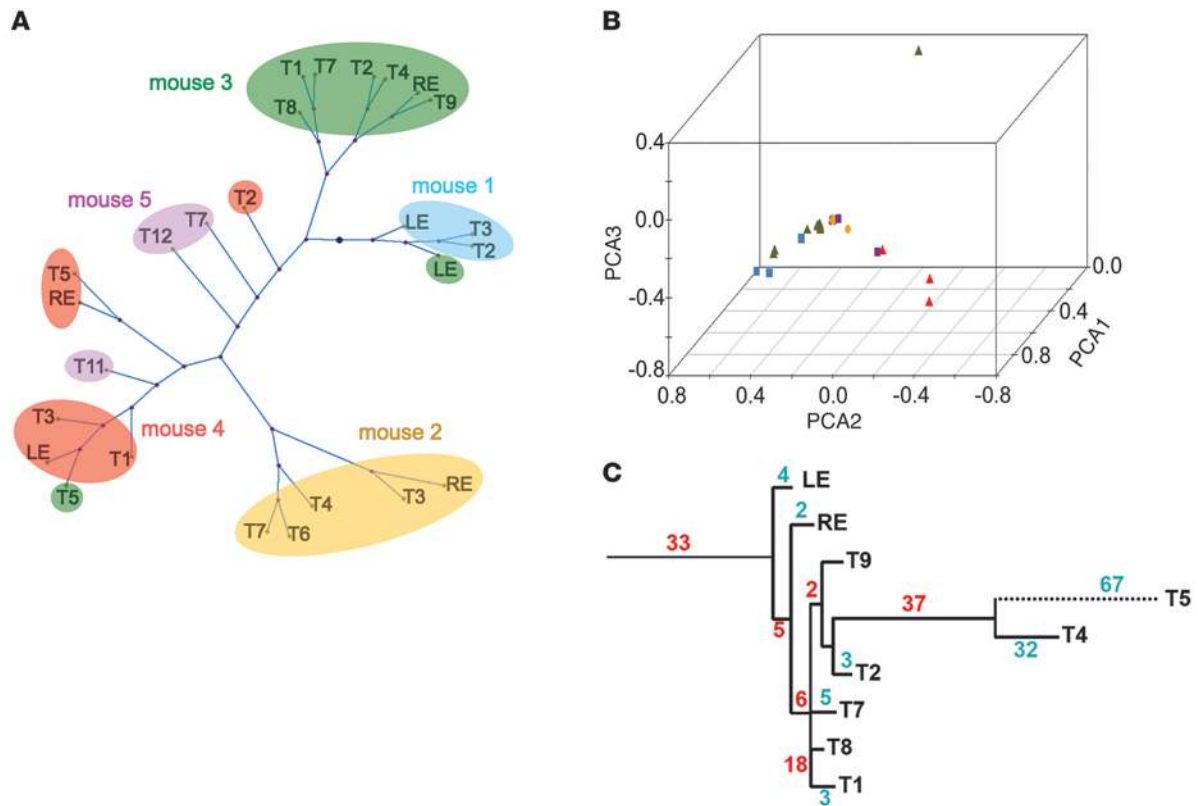 A
mouse 3
T1
T7
T2
T4
RE
T8
T9
mouse 5
T2
mouse 1
T7
T12
LE
T3
T2
LE
T5
RE
T11
T3
mouse 4
LE
T1
T5
mouse 2
T4
T3
RE
T7
T6
B
0.4
0.0
-0.4
-0.8
PCA3
0.8
0.4
0.0
-0.4
-0.8
PCA2
0.0
0.4
0.8
PCA1
C
4
LE
2
RE
33
T9
2
37
67
T5
5
T4
32
3
T2
6
5
T7
T8
18
T1
3